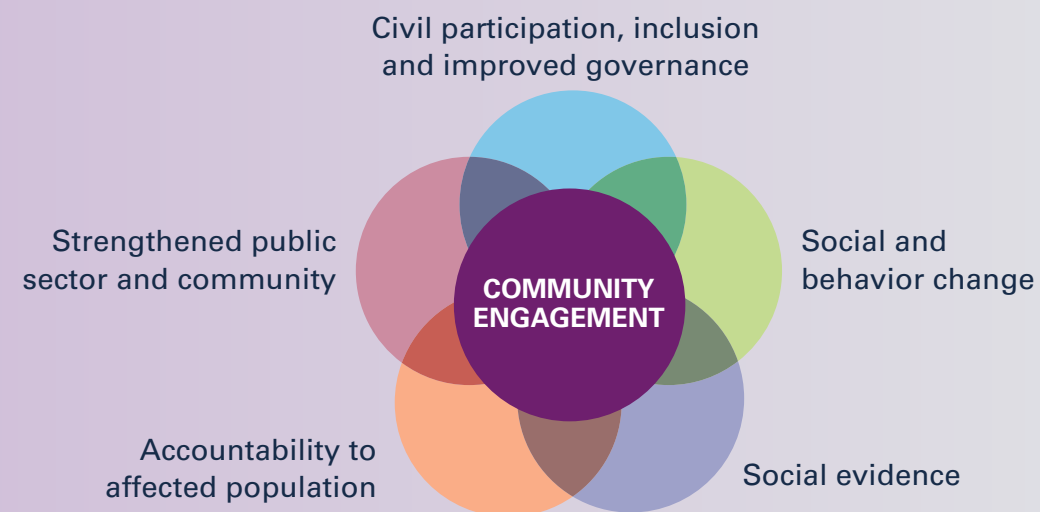 Civil participation, inclusion
and improved governance
Strengthened public
sector and community
COMMUNITY
ENGAGEMENT
Social and
behavior change
Accountability to
affected population
Social evidence